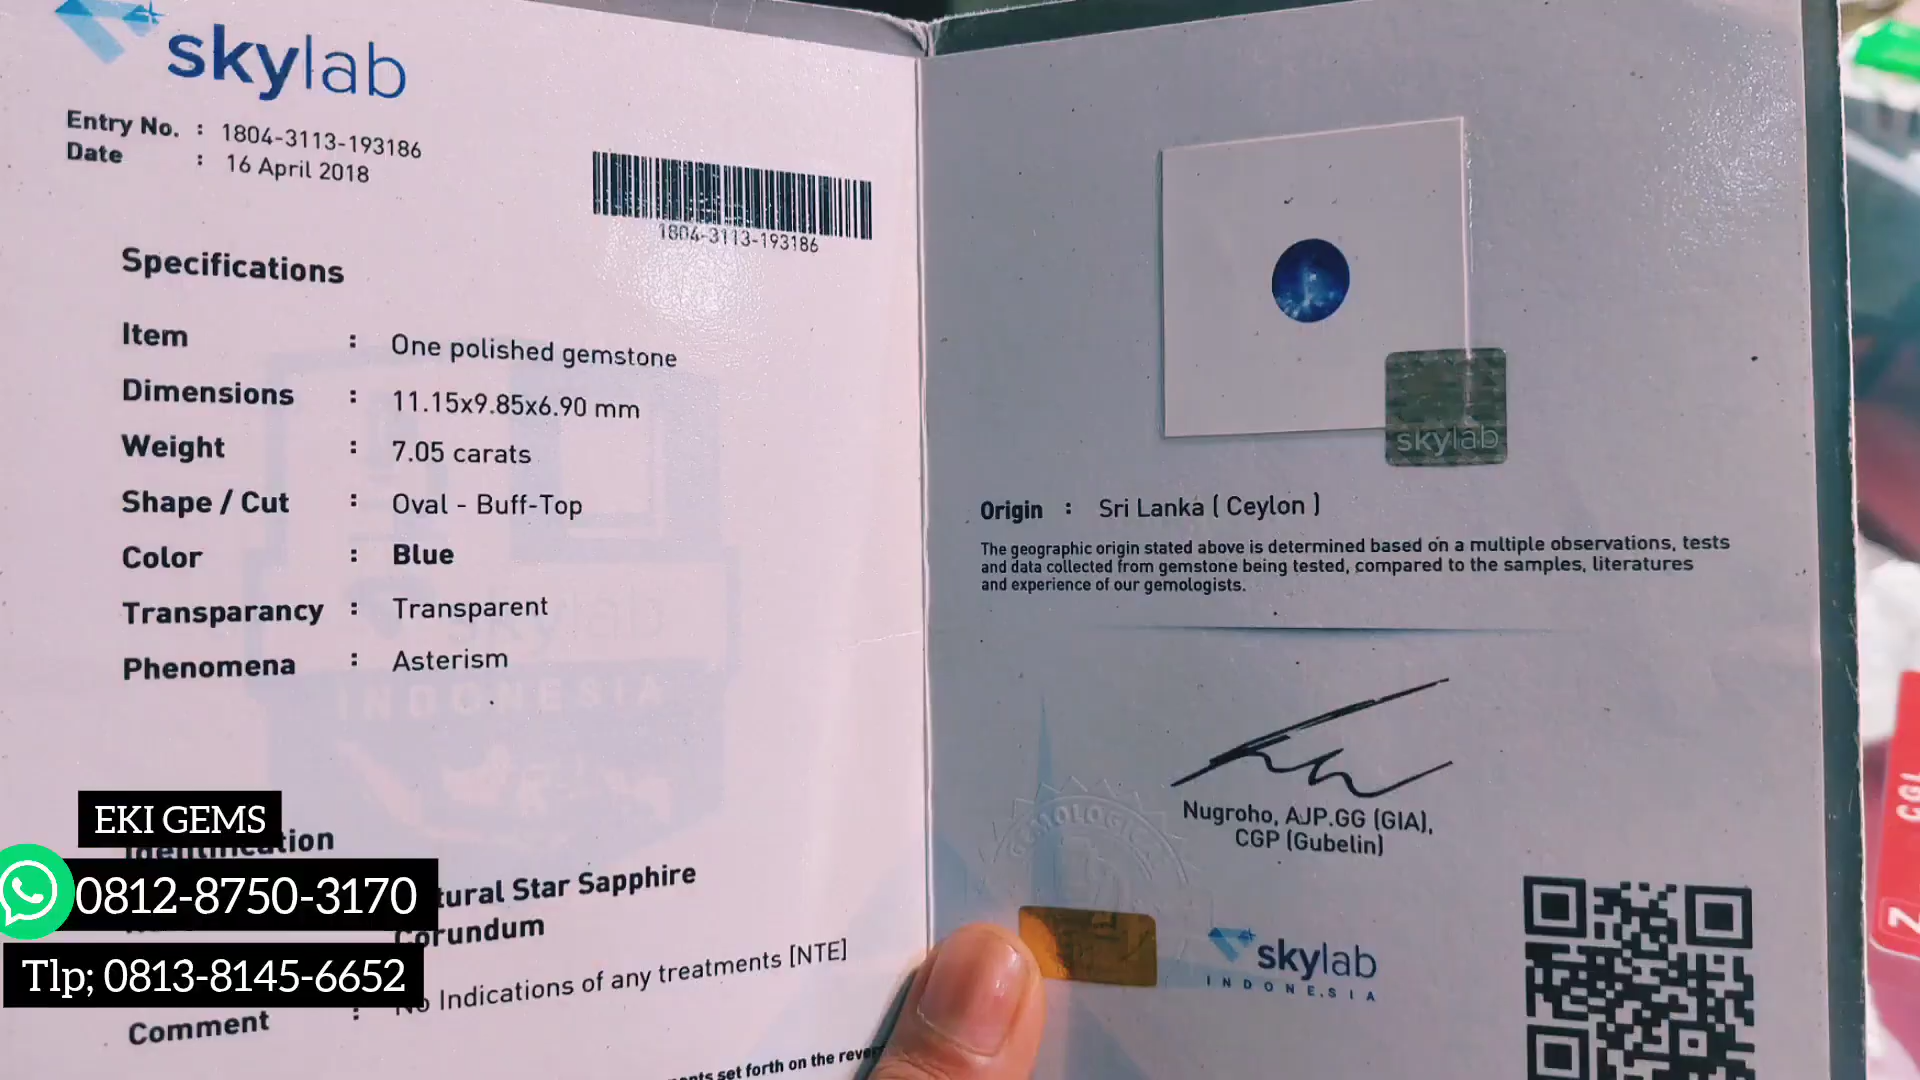 skylab
Entry No. : 1804-3113-193186
Date : 16 April 2018
1804-3113-193186
Specifications
Item : One polished gemstone
Dimensions : 11.15x9.85x6.90 mm
Weight : 7.05 carats
Shape / Cut : Oval - Buff-Top
Color : Blue
Transparancy : Transparent
Phenomena : Asterism
INDONESIA
Identification
tural Star Sapphire
Corundum
No Indications of any treatments [NTE]
Comment :
set forth on the
EKI GEMS
0812-8750-3170
Tlp; 0813-8145-6652
skylab
Origin : Sri Lanka ( Ceylon )
The geographic origin stated above is determined based on a multiple observations, tests
and data collected from gemstone being tested, compared to the samples, literatures
and experience of our gemologists.
Nugroho, AJP.GG (GIA),
CGP (Gubelin)
GEMOLOGICAL
skylab
INDONESIA
CGI